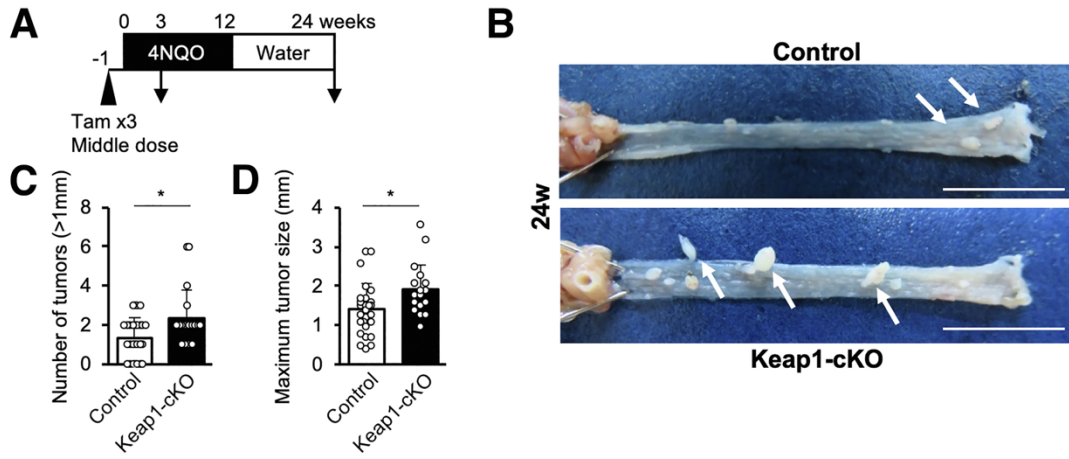 A
0 3 12 24 weeks
-1 4NQO Water
Tam x3
Middle dose
B
Control
24w
Keap1-cKO
C
Number of tumors (>1mm)
8
6
4
2
0
*
Control
Keap1-cKO
D
Maximum tumor size (mm)
4
3
2
1
0
*
Control
Keap1-cKO